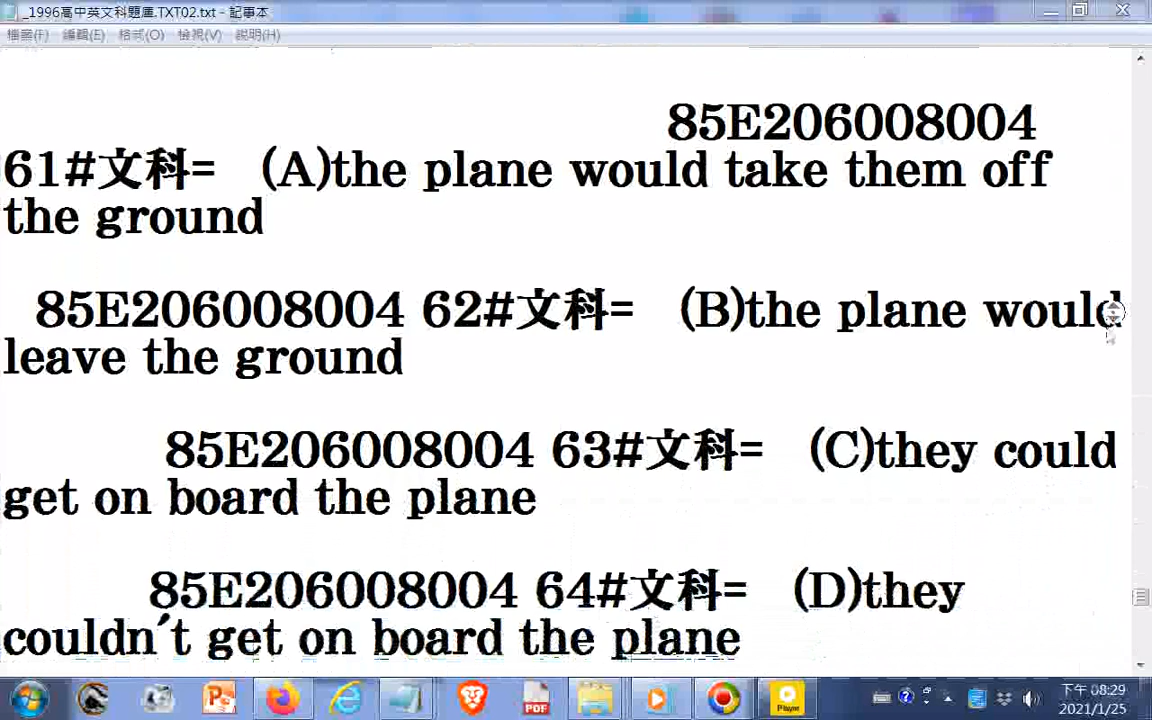 _1996高中英文科題庫.TXT02.txt - 記事本
檔案(F) 編輯(E) 格式(O) 檢視(V) 說明(H)
85E206008004
61#文科= (A)the plane would take them off
the ground
85E206008004 62#文科= (B)the plane would
leave the ground
85E206008004 63#文科= (C)they could
get on board the plane
85E206008004 64#文科= (D)they
couldn't get on board the plane
PDF
Player
下午 08:29
2021/1/25